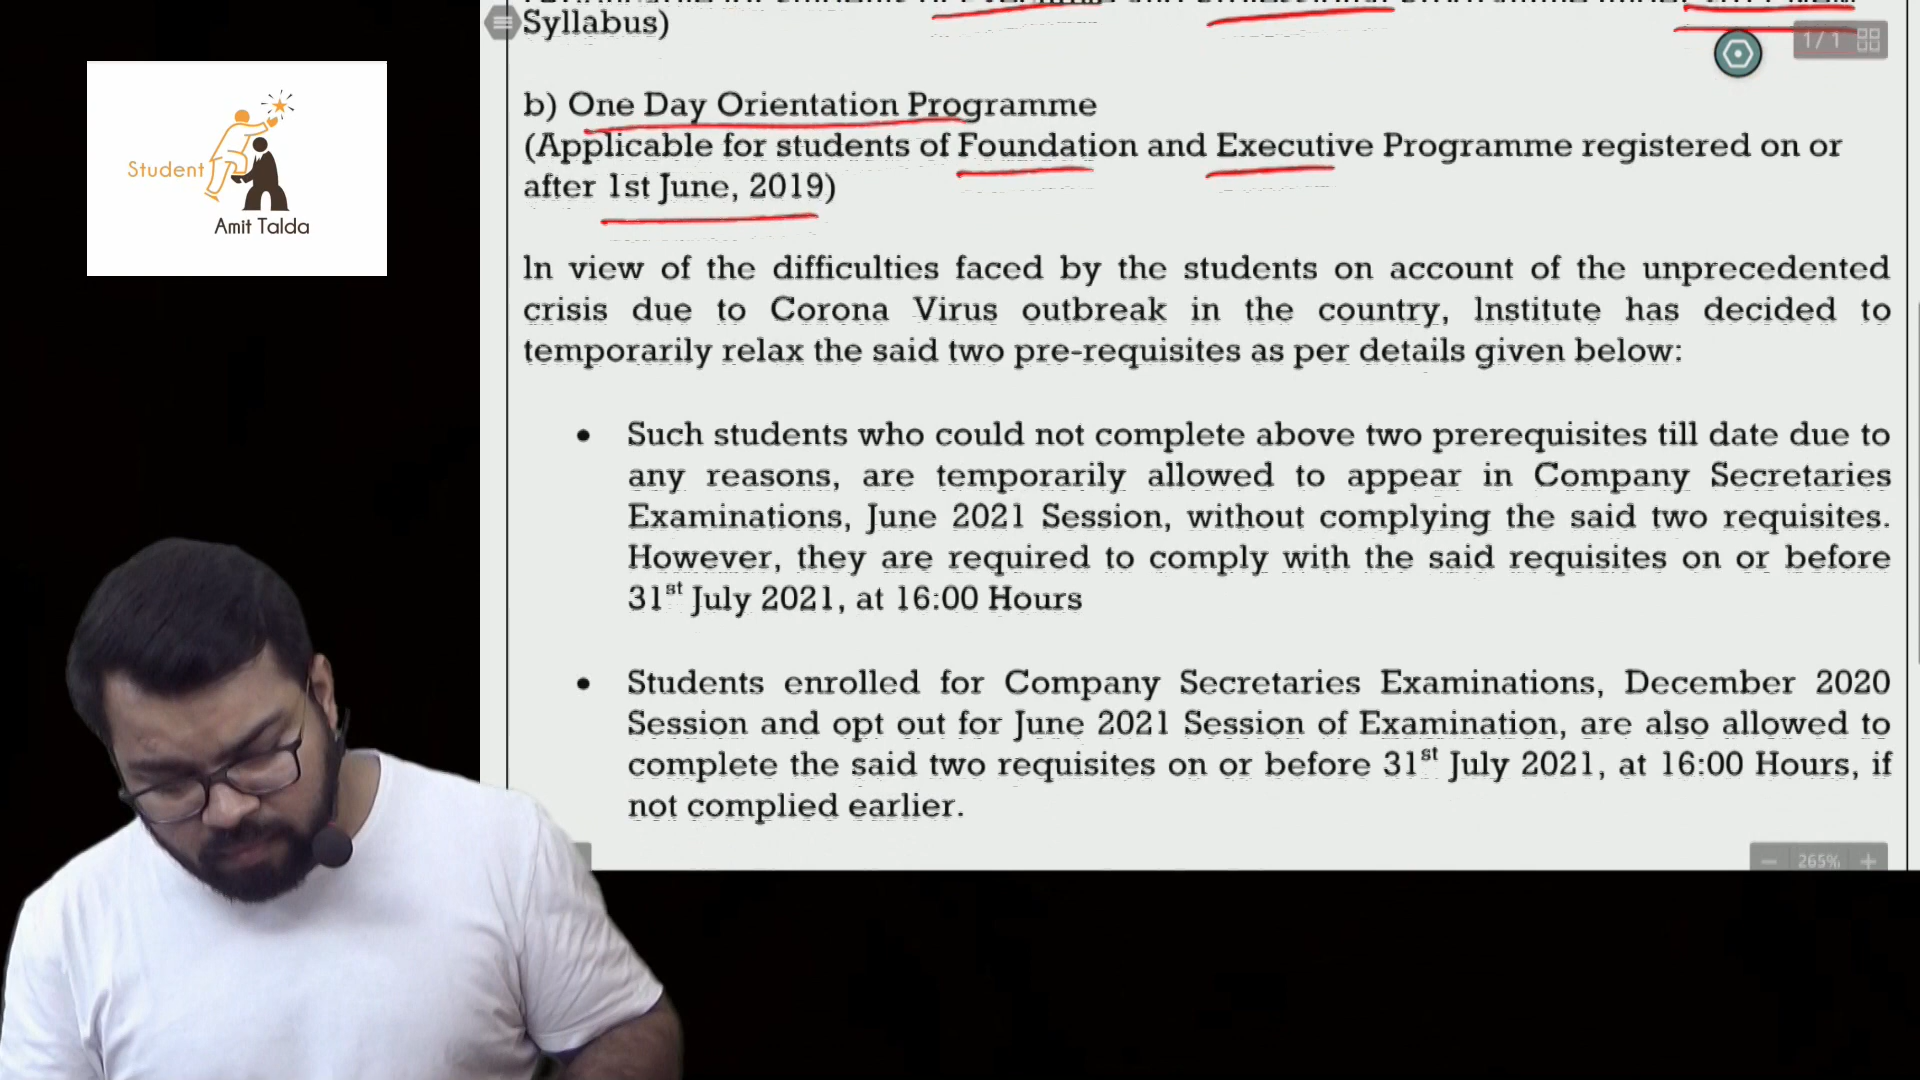 Syllabus)
1/1
b) One Day Orientation Programme
(Applicable for students of Foundation and Executive Programme registered on or
after 1st June, 2019)
In view of the difficulties faced by the students on account of the unprecedented
crisis due to Corona Virus outbreak in the country, Institute has decided to
temporarily relax the said two pre-requisites as per details given below:
• Such students who could not complete above two prerequisites till date due to
any reasons, are temporarily allowed to appear in Company Secretaries
Examinations, June 2021 Session, without complying the said two requisites.
However, they are required to comply with the said requisites on or before
31st July 2021, at 16:00 Hours
• Students enrolled for Company Secretaries Examinations, December 2020
Session and opt out for June 2021 Session of Examination, are also allowed to
complete the said two requisites on or before 31st July 2021, at 16:00 Hours, if
not complied earlier.
265%
Student
Amit Talda